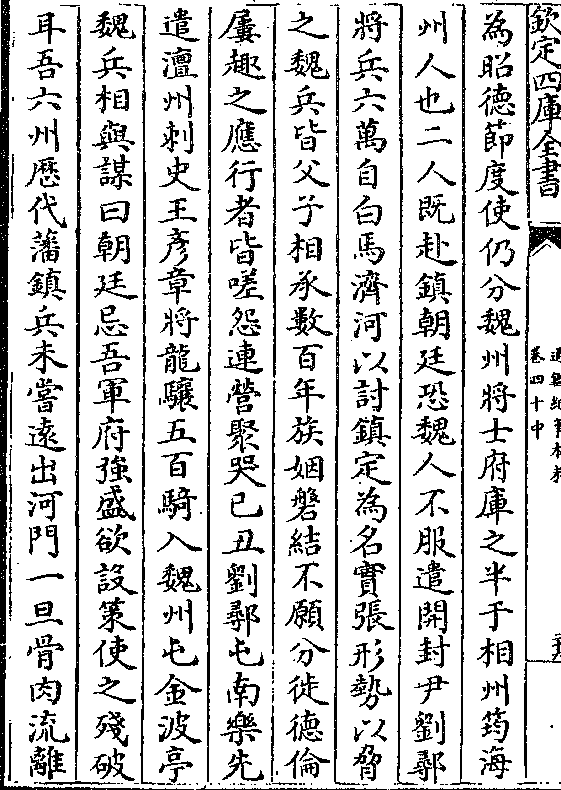 欽定四庫全書
卷四十中
為昭德節度使仍分魏州將士府庫之半于相州筠海
州人也二人既赴鎮朝廷恐魏人不服遣開封尹劉鄩
將兵六萬自白馬濟河以討鎮定為名實張形勢以脅
之魏兵皆父子相承數百年族姻磐結不願分徙德倫
屢趣之應行者皆嗟怨連營聚哭已丑劉鄩屯南樂先
遣澶州刺史王彥章將龍驤五百騎入魏州屯金波亭
魏兵相與謀曰朝廷忌吾軍府強盛欲設策使之殘破
耳吾六州歷代藩鎮兵未嘗遠出河門一旦骨肉流離